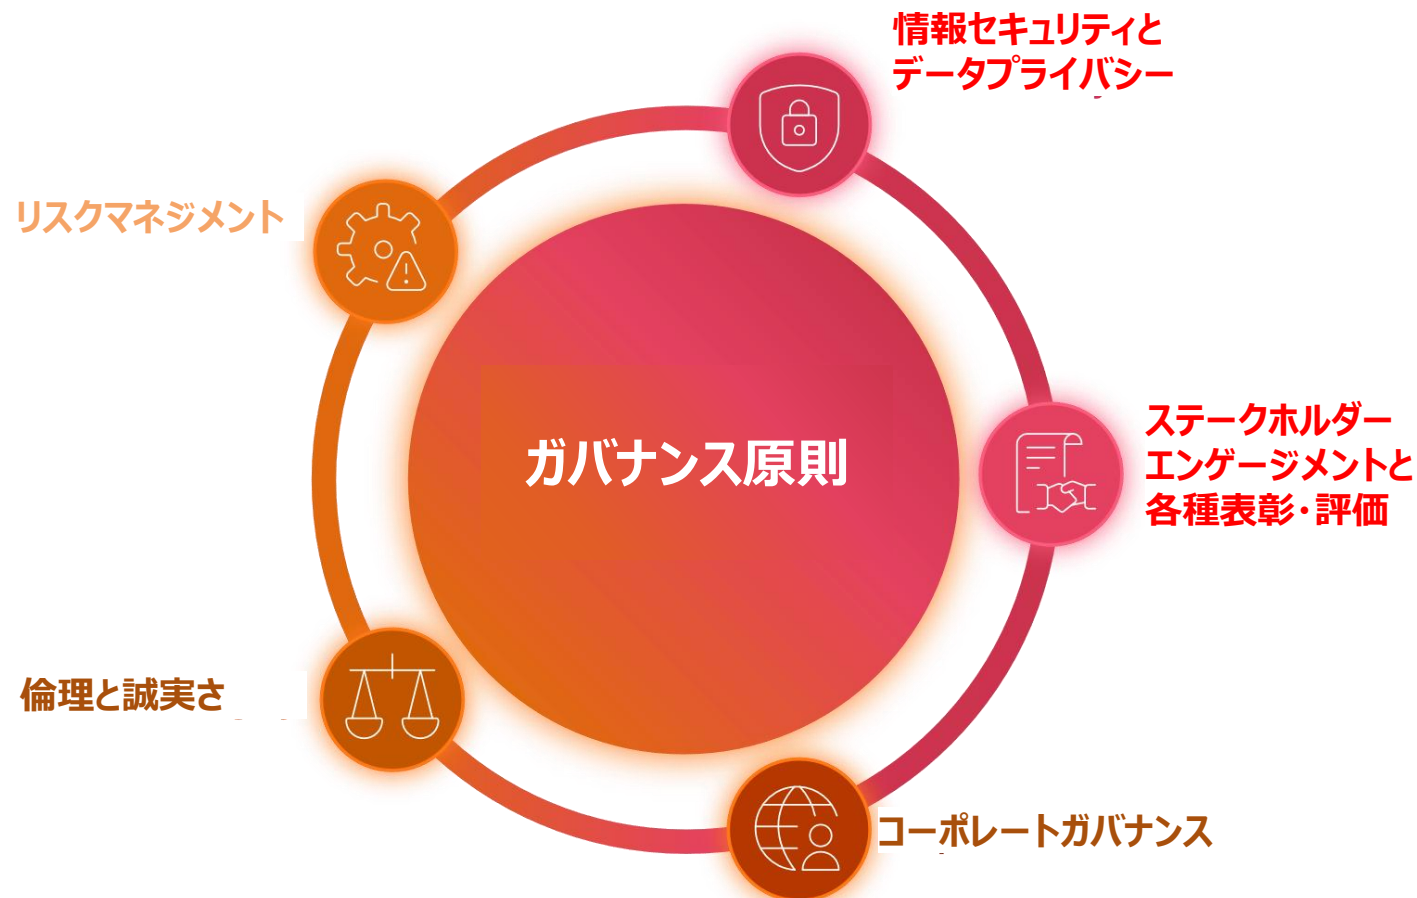 情報セキュリティと
データプライバシー
リスクマネジメント
ガバナンス原則
ステークホルダー
エンゲージメントと
各種表彰・評価
倫理と誠実さ
コーポレートガバナンス